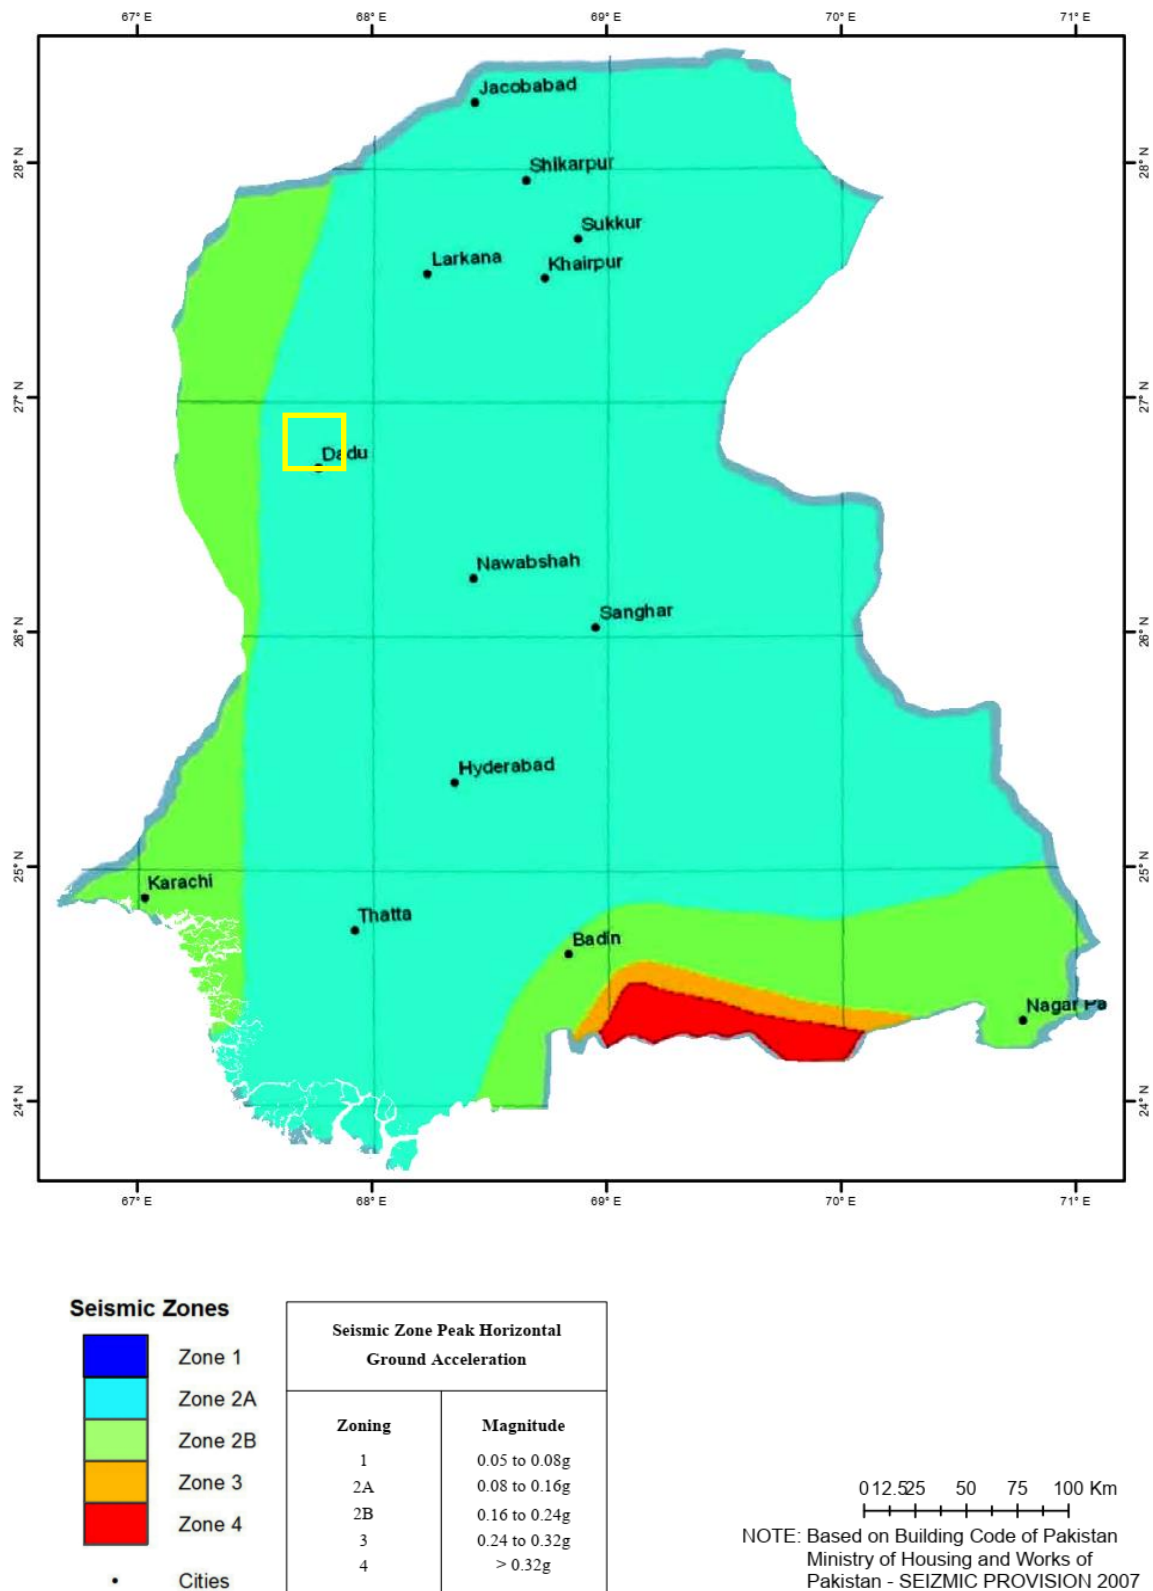 67° E 68° E 69° E 70° E 71° E
Jacobabad
28° N 28° N
Shikarpur
Sukkur
Larkana Khairpur
27° N 27° N
Dadu
Nawabshah
Sanghar
26° N 26° N
Hyderabad
25° N 25° N
Karachi
Thatta
Badin
Nagar Pa
24° N 24° N
67° E 68° E 69° E 70° E 71° E
Seismic Zones
Zone 1
Zone 2A
Zone 2B
Zone 3
Zone 4
Cities
Seismic Zone Peak Horizontal
Ground Acceleration
Zoning Magnitude
1 0.05 to 0.08g
2A 0.08 to 0.16g
2B 0.16 to 0.24g
3 0.24 to 0.32g
4 > 0.32g
0 12.5 25 50 75 100 Km
NOTE: Based on Building Code of Pakistan
Ministry of Housing and Works of
Pakistan - SEIZMIC PROVISION 2007